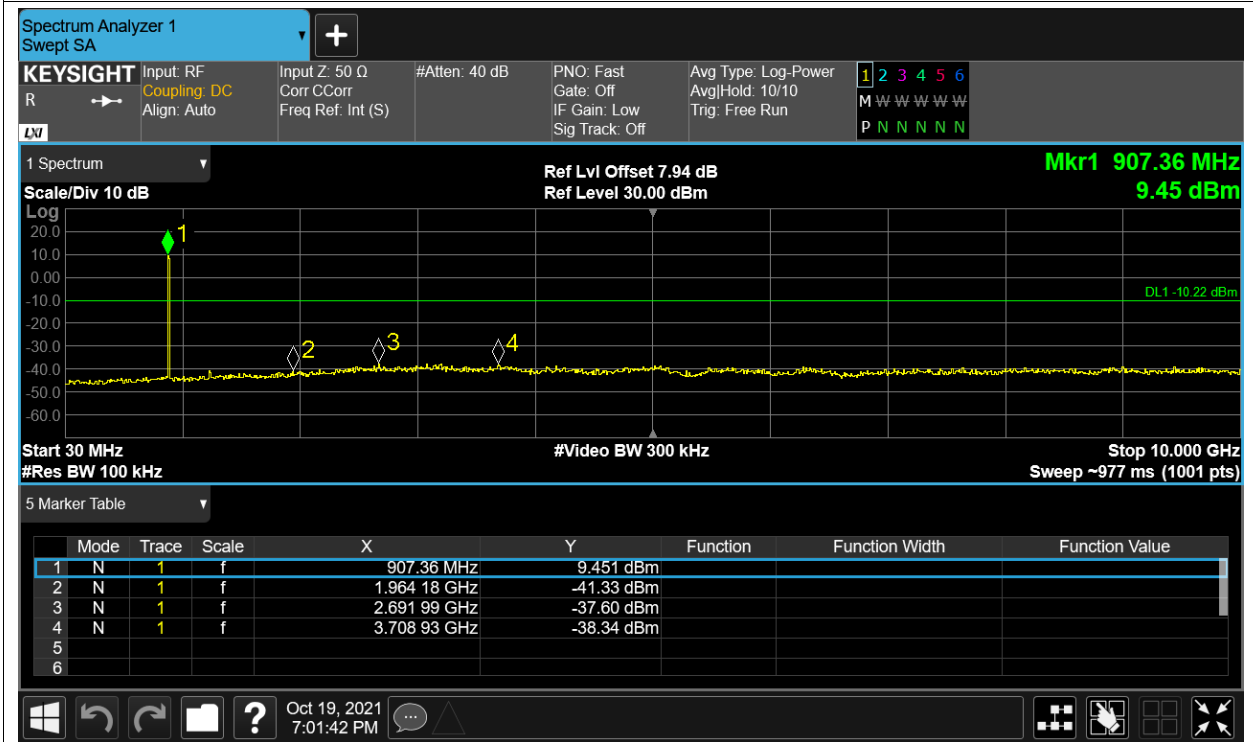 Spectrum Analyzer 1
Swept SA
+
KEYSIGHT Input: RF Input Z: 50 Ω #Atten: 40 dB PNO: Fast Avg Type: Log-Power 1 2 3 4 5 6
R Coupling: DC Corr CCorr Gate: Off Avg|Hold: 10/10 M W W W W W
Align: Auto Freq Ref: Int (S) IF Gain: Low Trig: Free Run
LXI Sig Track: Off P N N N N N
1 Spectrum Ref Lvl Offset 7.94 dB Mkr1 907.36 MHz
Scale/Div 10 dB Ref Level 30.00 dBm 9.45 dBm
Log
20.0
1
10.0
0.00
DL1 -10.22 dBm
-10.0
-20.0
-30.0
2 3 4
-40.0
-50.0
-60.0
Start 30 MHz #Video BW 300 kHz Stop 10.000 GHz
#Res BW 100 kHz Sweep ~977 ms (1001 pts)
5 Marker Table
Mode Trace Scale X Y Function Function Width Function Value
1 N 1 f 907.36 MHz 9.451 dBm
2 N 1 f 1.964 18 GHz -41.33 dBm
3 N 1 f 2.691 99 GHz -37.60 dBm
4 N 1 f 3.708 93 GHz -38.34 dBm
5
6
? Oct 19, 2021
7:01:42 PM